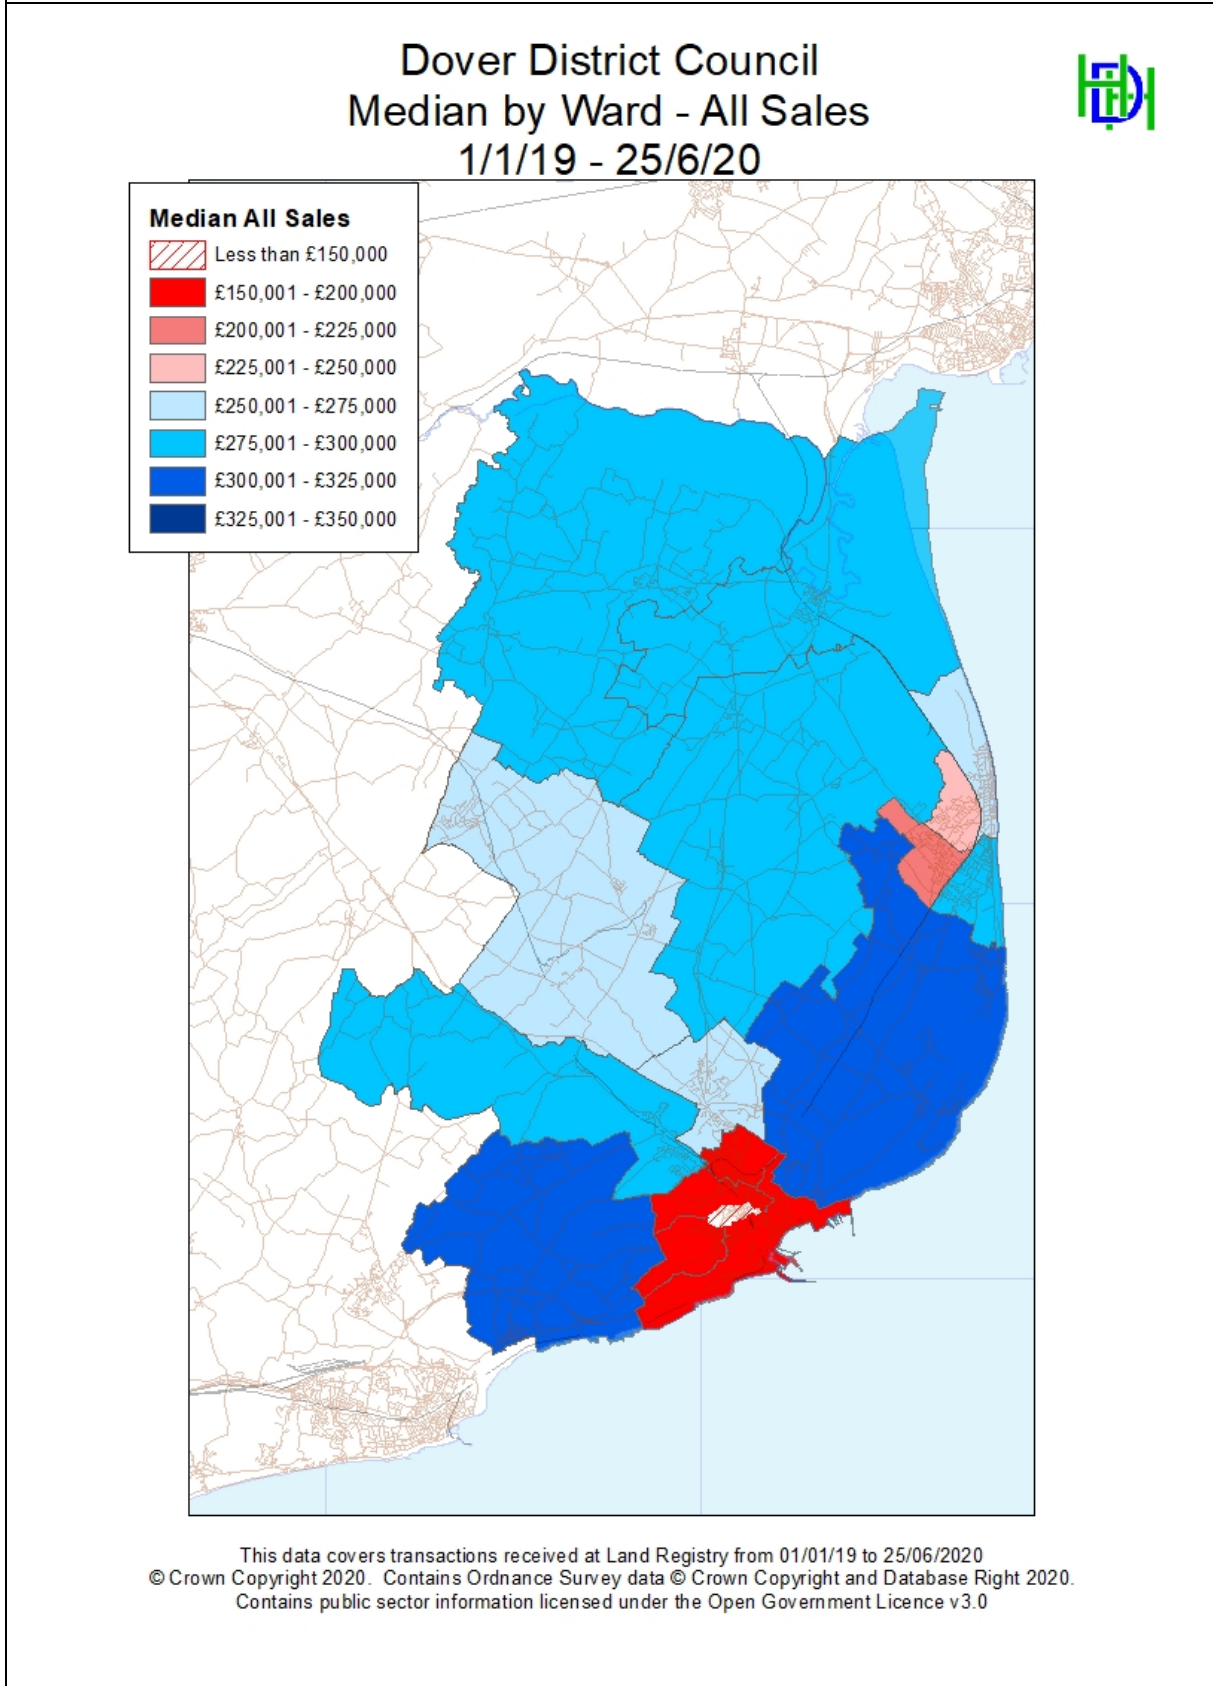 Dover District Council
Median by Ward - All Sales
1/1/19 - 25/6/20
HDH
Median All Sales
Less than £150,000
£150,001 - £200,000
£200,001 - £225,000
£225,001 - £250,000
£250,001 - £275,000
£275,001 - £300,000
£300,001 - £325,000
£325,001 - £350,000
This data covers transactions received at Land Registry from 01/01/19 to 25/06/2020
© Crown Copyright 2020. Contains Ordnance Survey data © Crown Copyright and Database Right 2020.
Contains public sector information licensed under the Open Government Licence v3.0